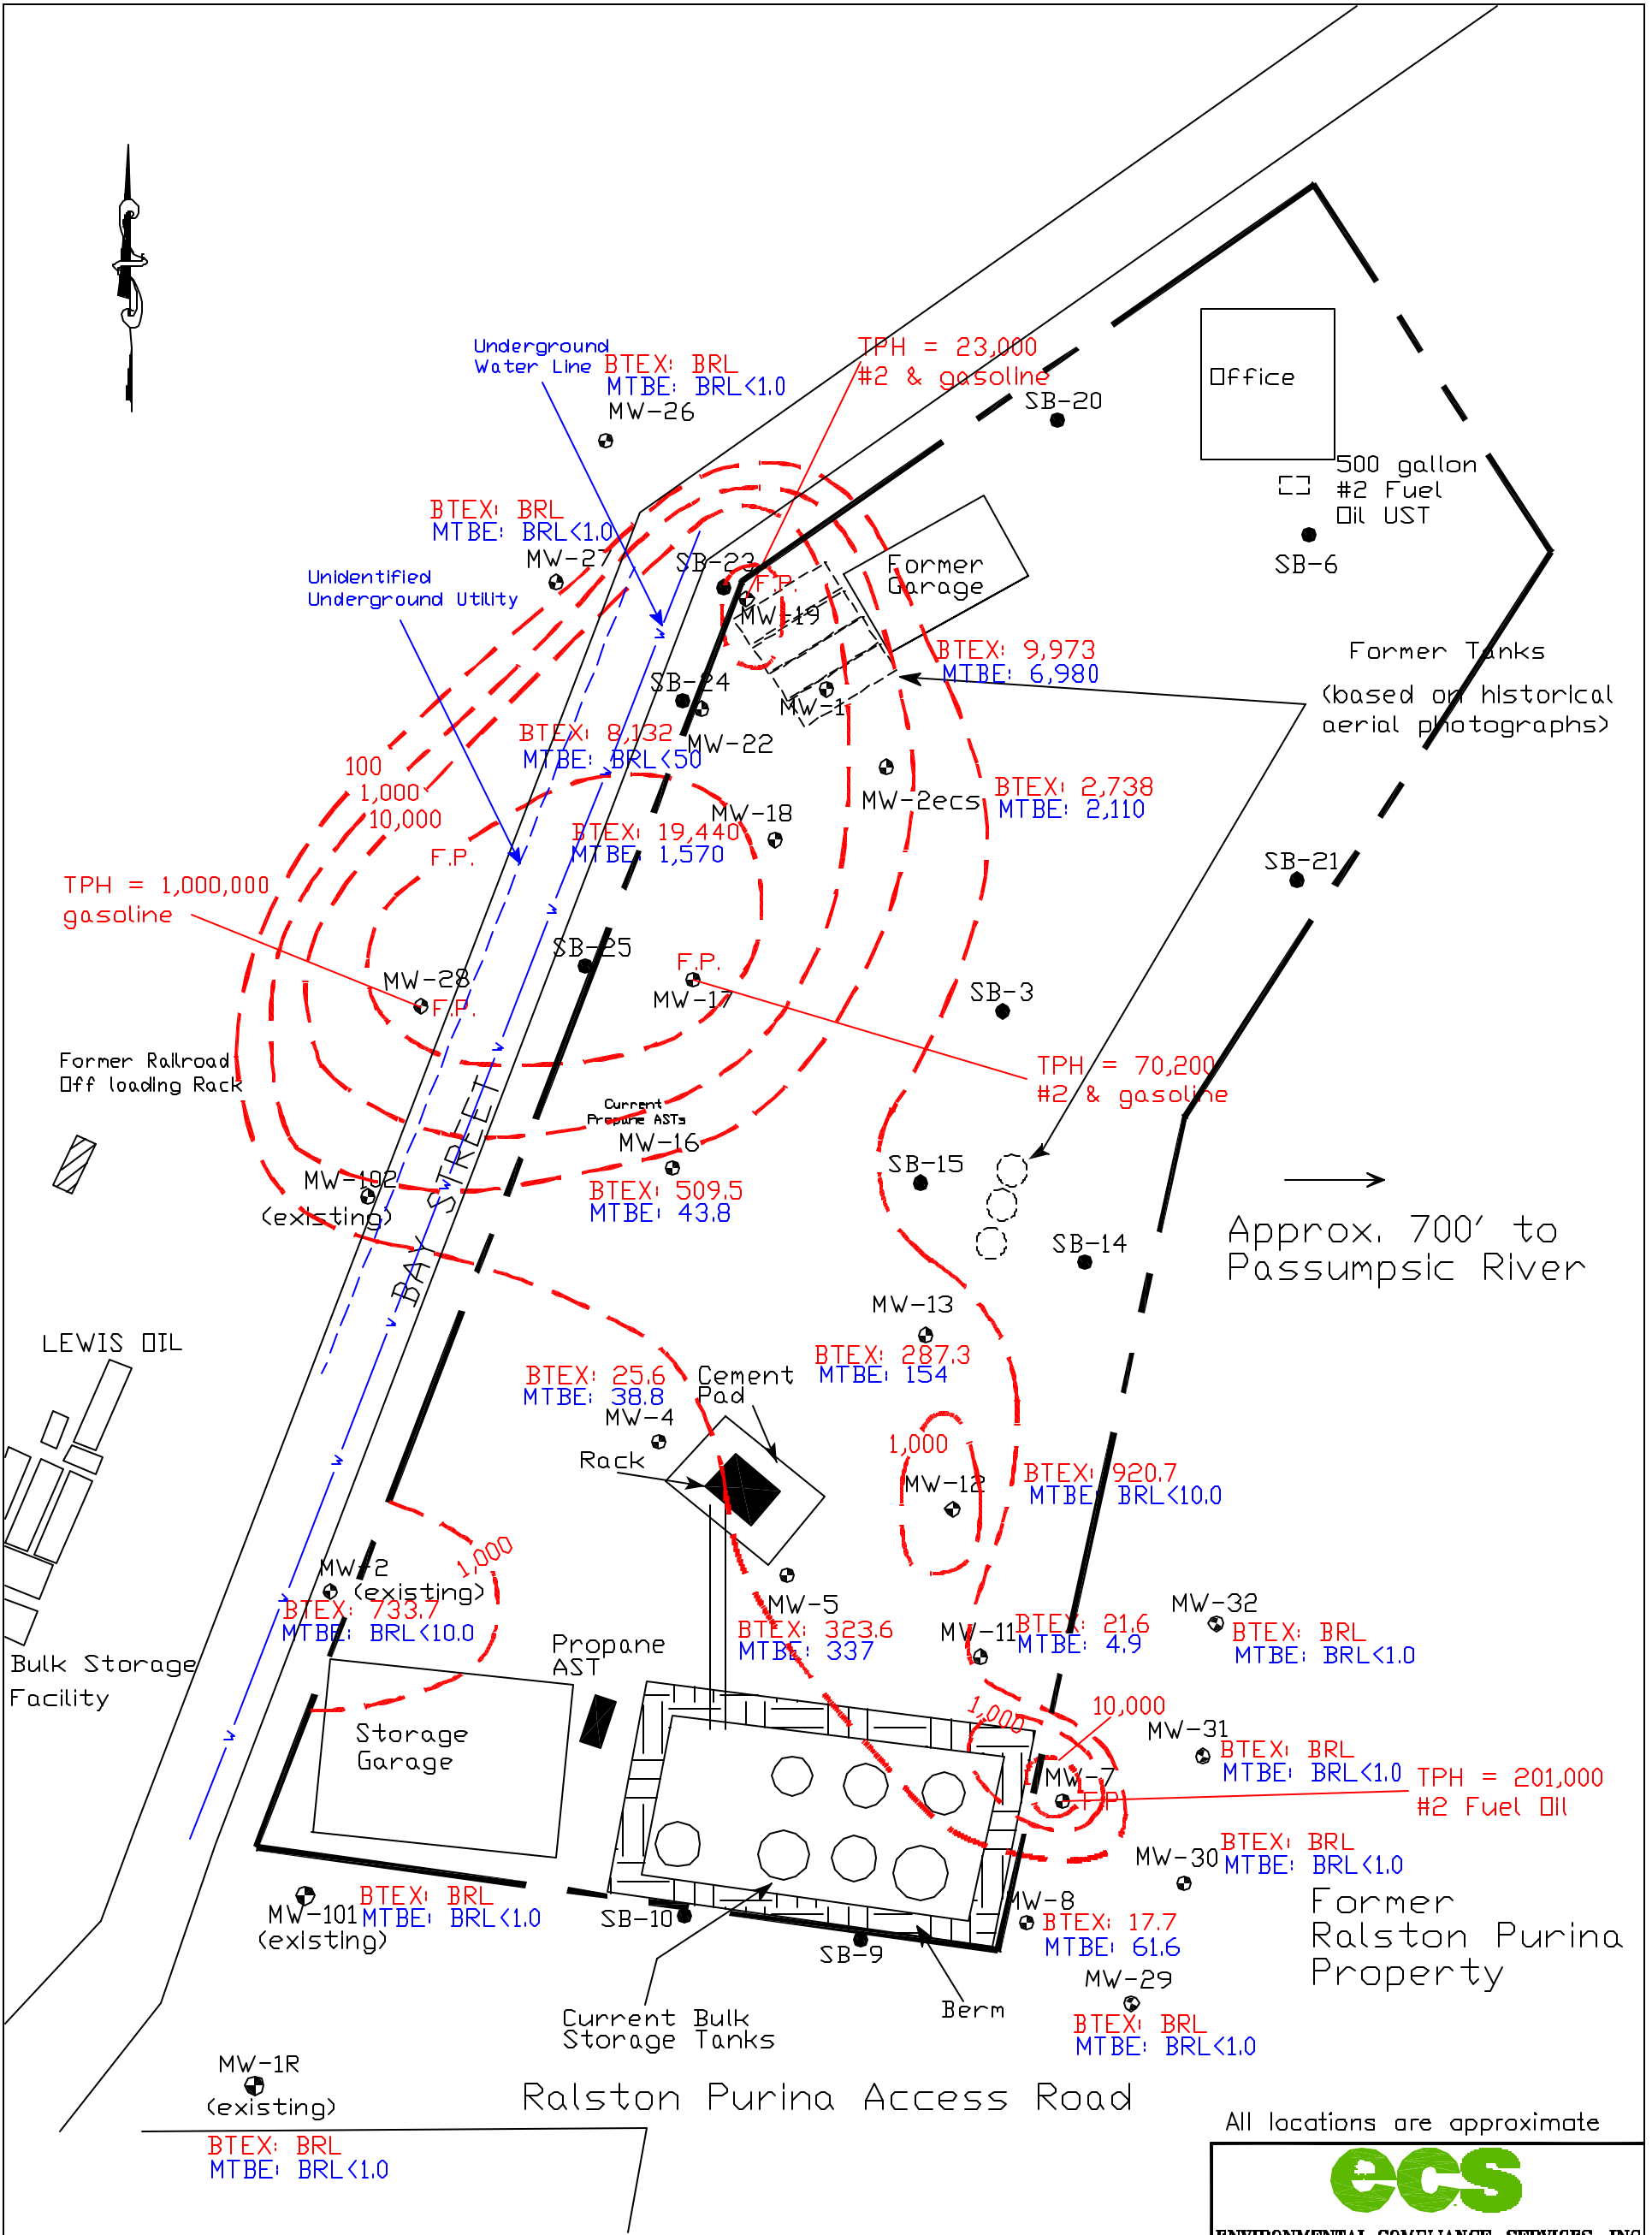 Underground
Water Line
BTEX: BRL
MTBE: BRL<1.0
MW-26
TPH = 23,000
#2 & gasoline
SB-20
Office
500 gallon
#2 Fuel
Oil UST
SB-6
BTEX: BRL
MTBE: BRL<1.0
MW-27
Unidentified
Underground Utility
SB-23
F.P.
MW-19
Former
Garage
BTEX: 9,973
MTBE: 6,980
Former Tanks
(based on historical
aerial photographs)
SB-24
MW-1
BTEX: 8,132
MTBE: BRL<50
MW-22
100
1,000
10,000
F.P.
MW-2ecs
BTEX: 2,738
MTBE: 2,110
MW-18
BTEX: 19,440
MTBE: 1,570
SB-21
TPH = 1,000,000
gasoline
SB-25
MW-28
F.P.
F.P.
MW-17
SB-3
TPH = 70,200
#2 & gasoline
Former Railroad
Off loading Rack
Current
Propane ASTs
MW-16
BTEX: 509.5
MTBE: 43.8
SB-15
MW-102
(existing)
BAY STREET
SB-14
Approx. 700' to
Passumpsic River
MW-13
BTEX: 287.3
MTBE: 154
LEWIS OIL
BTEX: 25.6
MTBE: 38.8
MW-4
Cement
Pad
Rack
1,000
MW-12
BTEX: 920.7
MTBE: BRL<10.0
1,000
MW-2
(existing)
BTEX: 733.7
MTBE: BRL<10.0
MW-5
BTEX: 323.6
MTBE: 337
MW-11
BTEX: 21.6
MTBE: 4.9
MW-32
BTEX: BRL
MTBE: BRL<1.0
Bulk Storage
Facility
Propane
AST
Storage
Garage
1,000
10,000
MW-31
BTEX: BRL
MTBE: BRL<1.0
MW-7
F.P.
TPH = 201,000
#2 Fuel Oil
MW-30
BTEX: BRL
MTBE: BRL<1.0
MW-101
(existing)
BTEX: BRL
MTBE: BRL<1.0
SB-10
SB-9
MW-8
BTEX: 17.7
MTBE: 61.6
Former
Ralston Purina
Property
MW-29
BTEX: BRL
MTBE: BRL<1.0
Current Bulk
Storage Tanks
Berm
MW-1R
(existing)
BTEX: BRL
MTBE: BRL<1.0
Ralston Purina Access Road
All locations are approximate
ecs
ENVIRONMENTAL COMPLIANCE SERVICES, INC
W
W
W
W
W
W
W
W
W
W